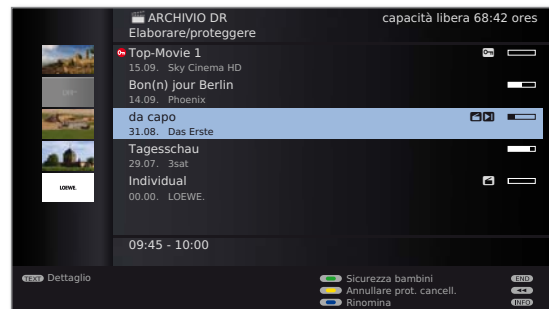 ARCHIVIO DR
capacità libera 68:42 ores
Elaborare/proteggere
Top-Movie 1
15.09. Sky Cinema HD
Bon(n) jour Berlin
14.09. Phoenix
da capo
31.08. Das Erste
Tagesschau
29.07. 3sat
Individual
00.00. LOEWE.
LOEWE.
09:45 - 10:00
TEXT Dettaglio
Sicurezza bambini
END
Annullare prot. cancell.
Rinomina
INFO